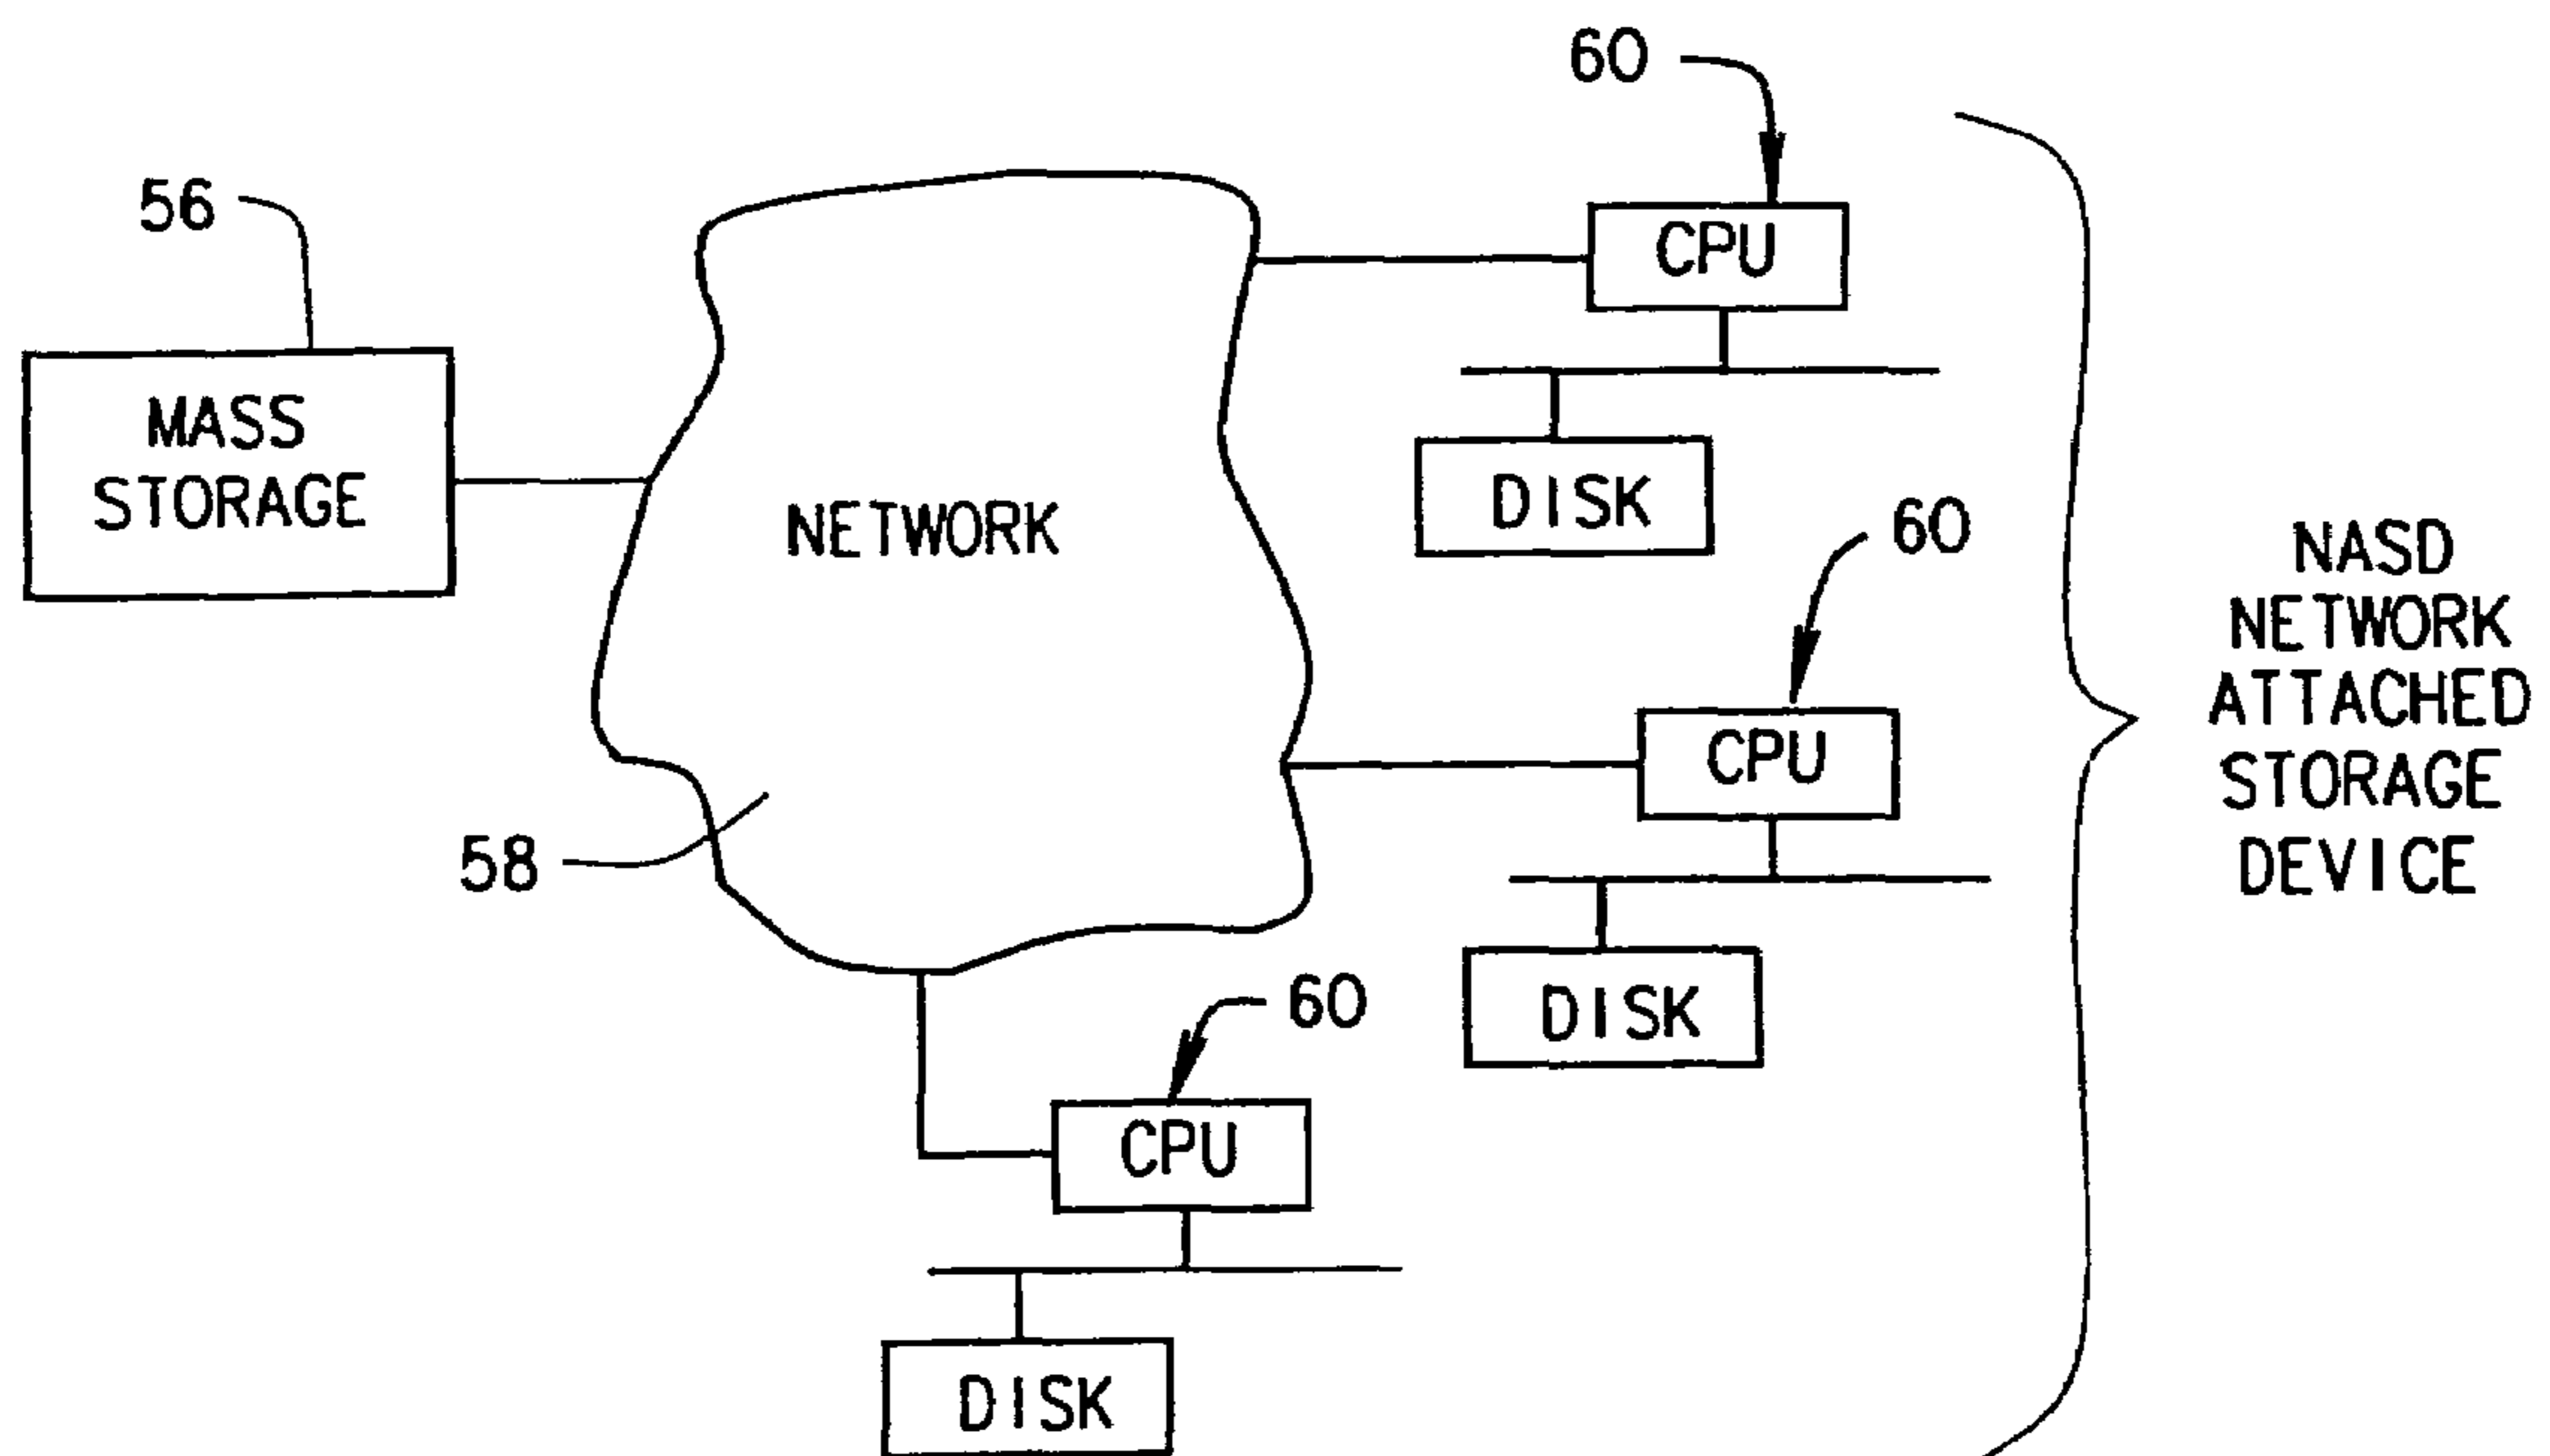 60
56
CPU
MASS
STORAGE
DISK
NETWORK
60
NASD
NETWORK
ATTACHED
STORAGE
DEVICE
CPU
58
DISK
60
CPU
DISK